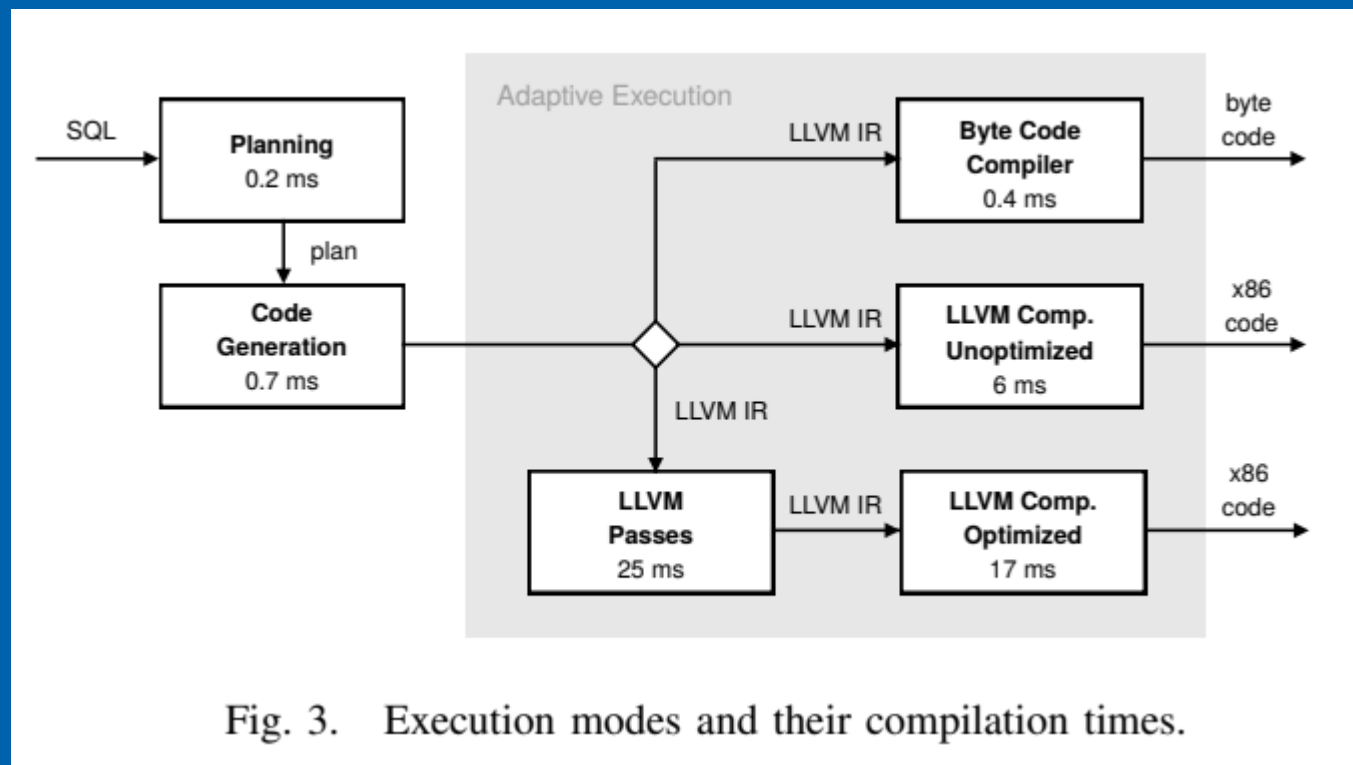 Adaptive Execution
SQL
Planning
0.2 ms
plan
Code
Generation
0.7 ms
LLVM IR
Byte Code
Compiler
0.4 ms
byte
code
LLVM IR
LLVM Comp.
Unoptimized
6 ms
x86
code
LLVM IR
LLVM
Passes
25 ms
LLVM IR
LLVM Comp.
Optimized
17 ms
x86
code
Fig. 3. Execution modes and their compilation times.